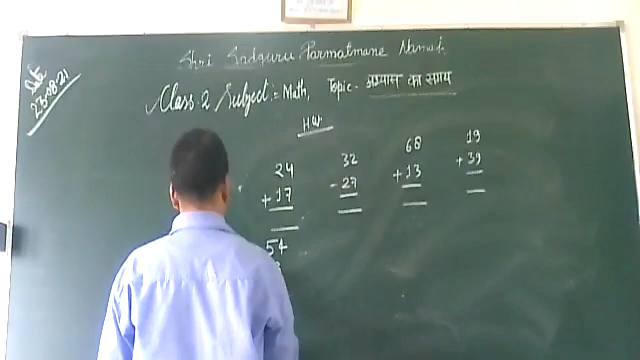 Shri Sadguru Parmatmane Namah
Date
23.08.21
Class.2 Subject:- Math, Topic- अभ्यास का समय
H.W.
24 32 68 19
+17 -27 +13 +39
54